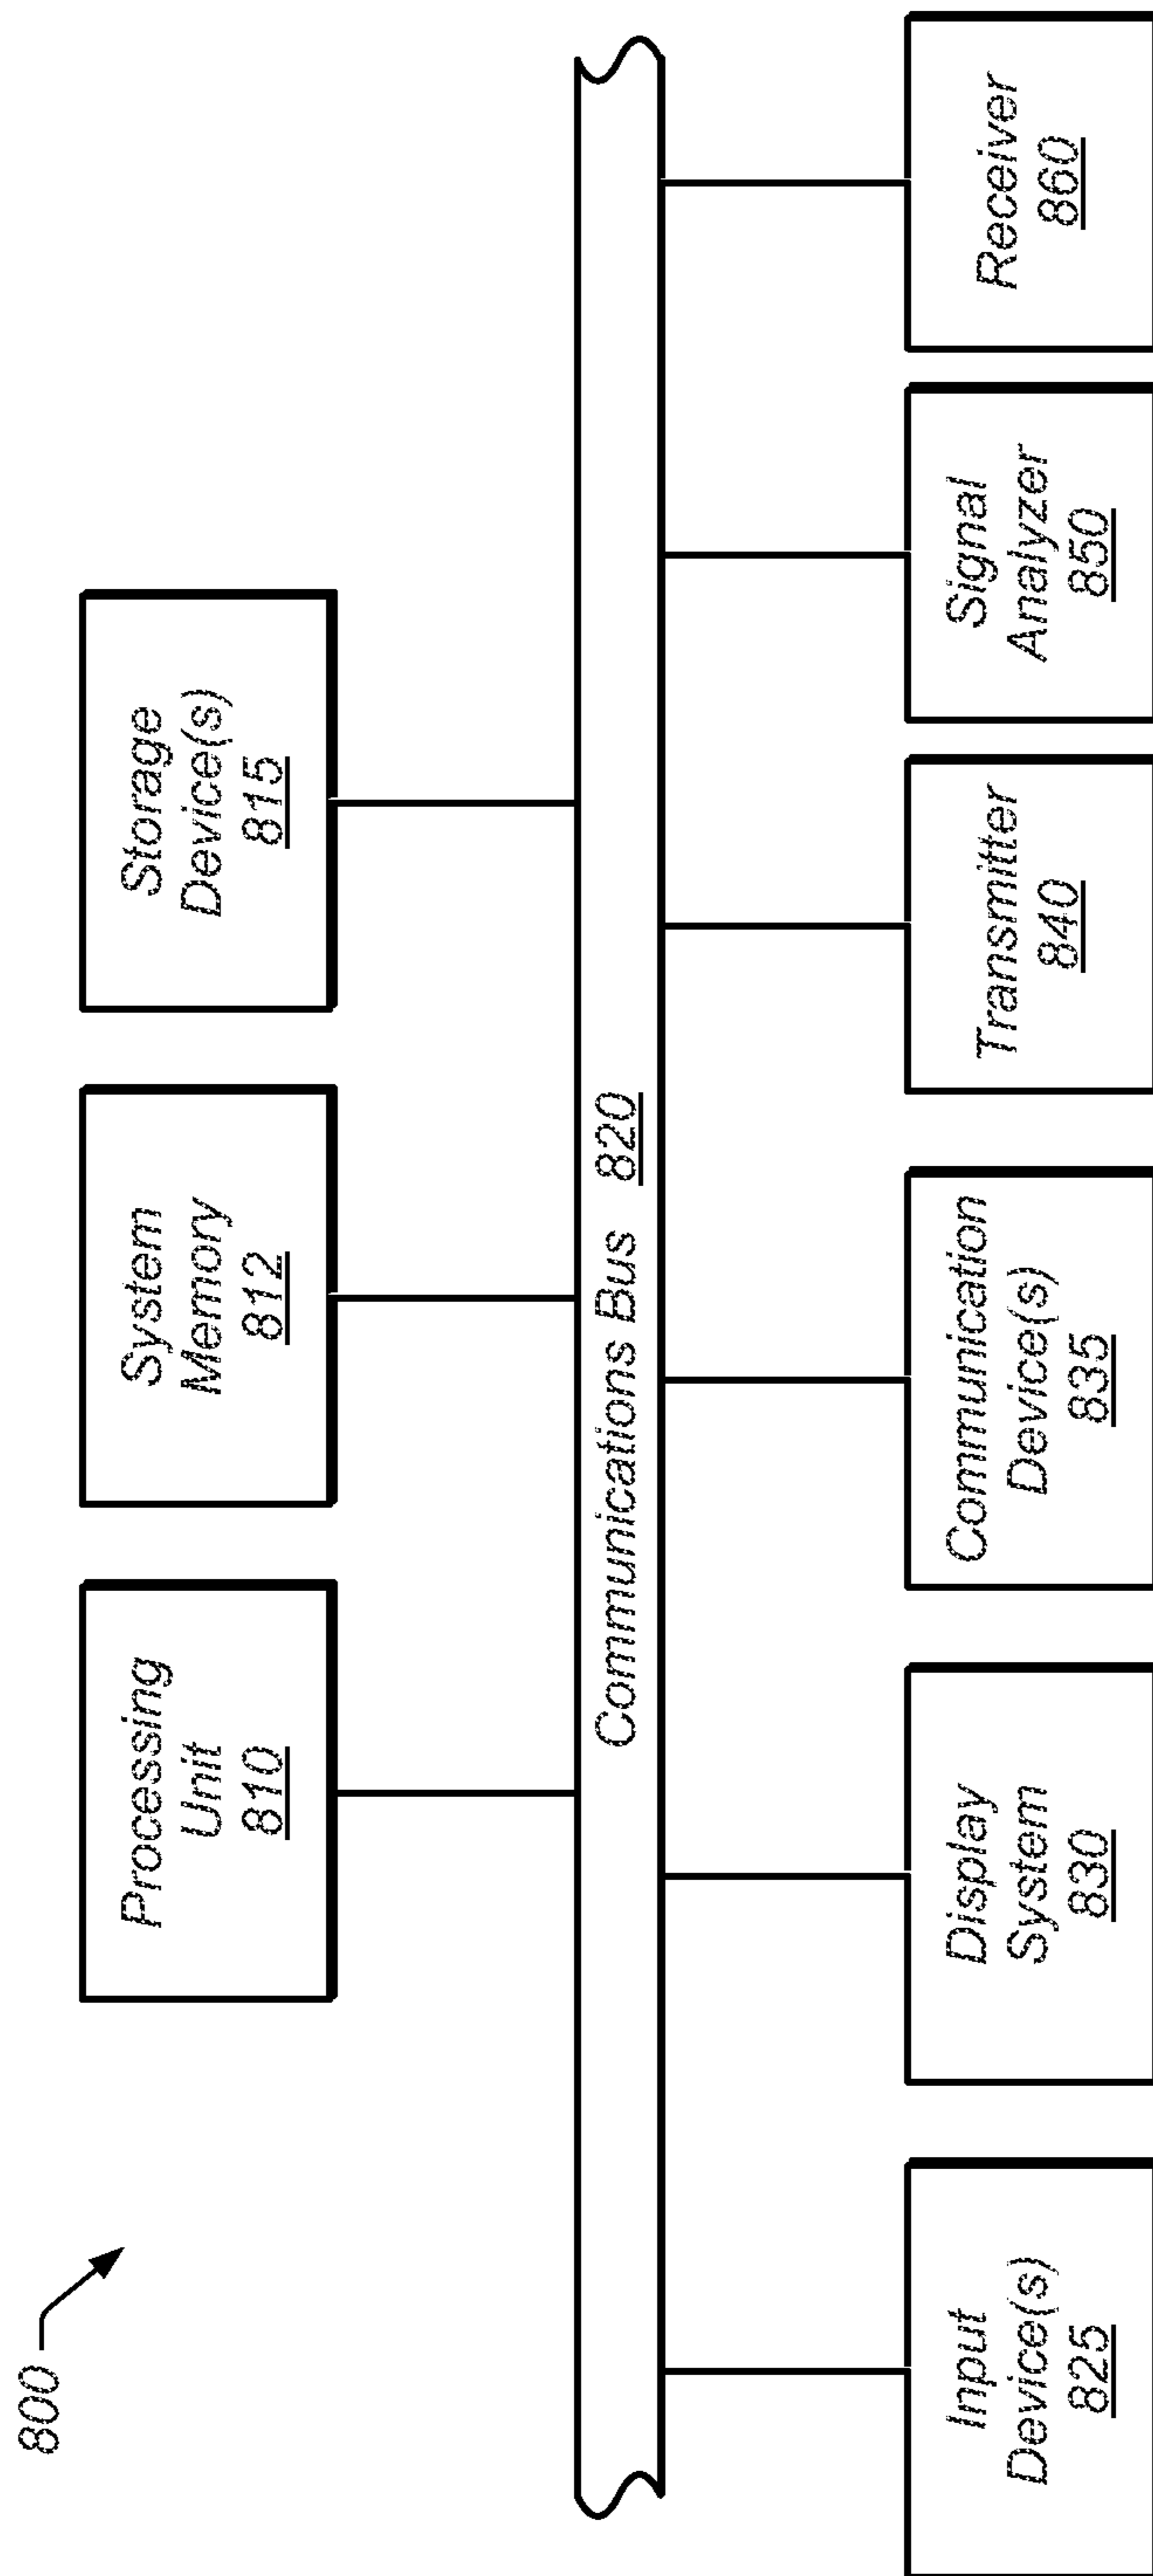 800
Processing
Unit
810
System
Memory
812
Storage
Device(s)
815
Communications Bus 820
Input
Device(s)
825
Display
System
830
Communication
Device(s)
835
Transmitter
840
Signal
Analyzer
850
Receiver
860